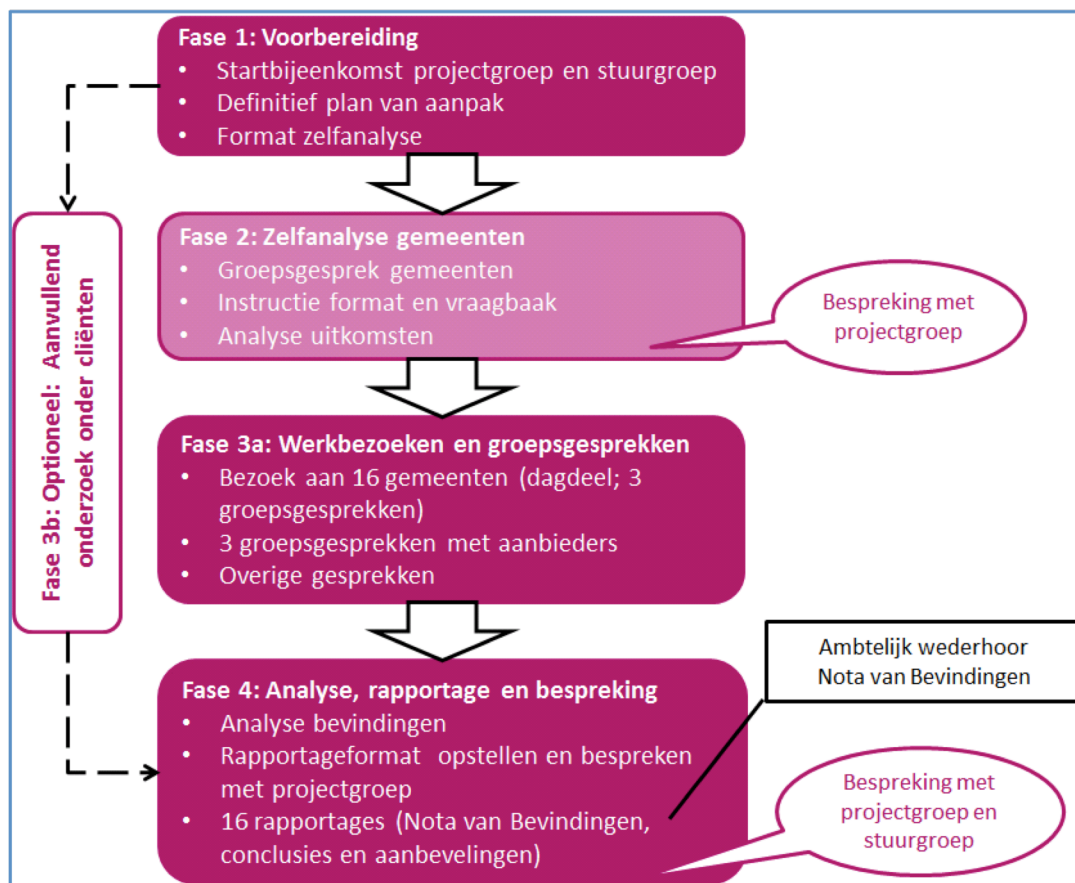 Fase 1: Voorbereiding
• Startbijeenkomst projectgroep en stuurgroep
• Definitief plan van aanpak
• Format zelfanalyse
Fase 3b: Optioneel: Aanvullend
onderzoek onder cliënten
Fase 2: Zelfanalyse gemeenten
• Groepsgesprek gemeenten
• Instructie format en vraagbaak
• Analyse uitkomsten
Bespreking met
projectgroep
Fase 3a: Werkbezoeken en groepsgesprekken
• Bezoek aan 16 gemeenten (dagdeel; 3
groepsgesprekken)
• 3 groepsgesprekken met aanbieders
• Overige gesprekken
Ambtelijk wederhoor
Nota van Bevindingen
Fase 4: Analyse, rapportage en bespreking
• Analyse bevindingen
• Rapportageformat opstellen en bespreken
met projectgroep
• 16 rapportages (Nota van Bevindingen,
conclusies en aanbevelingen)
Bespreking met
projectgroep en
stuurgroep